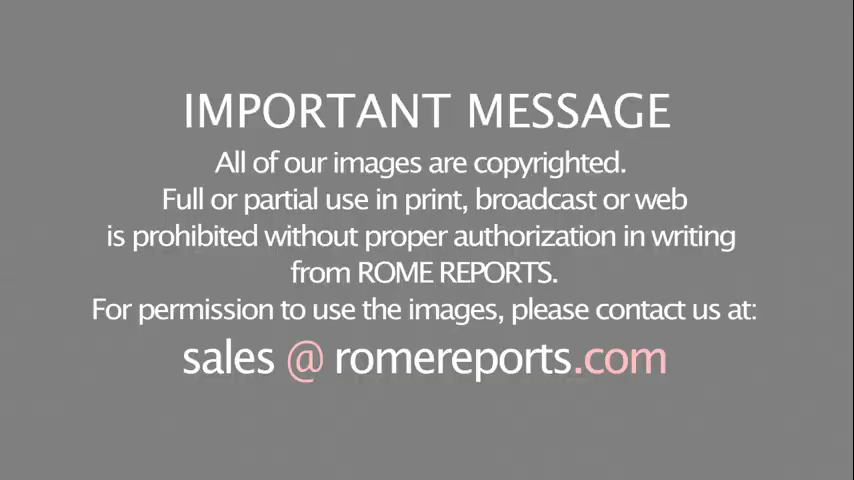 IMPORTANT MESSAGE
All of our images are copyrighted.
Full or partial use in print, broadcast or web
is prohibited without proper authorization in writing
from ROME REPORTS.
For permission to use the images, please contact us at:
sales @ romereports.com